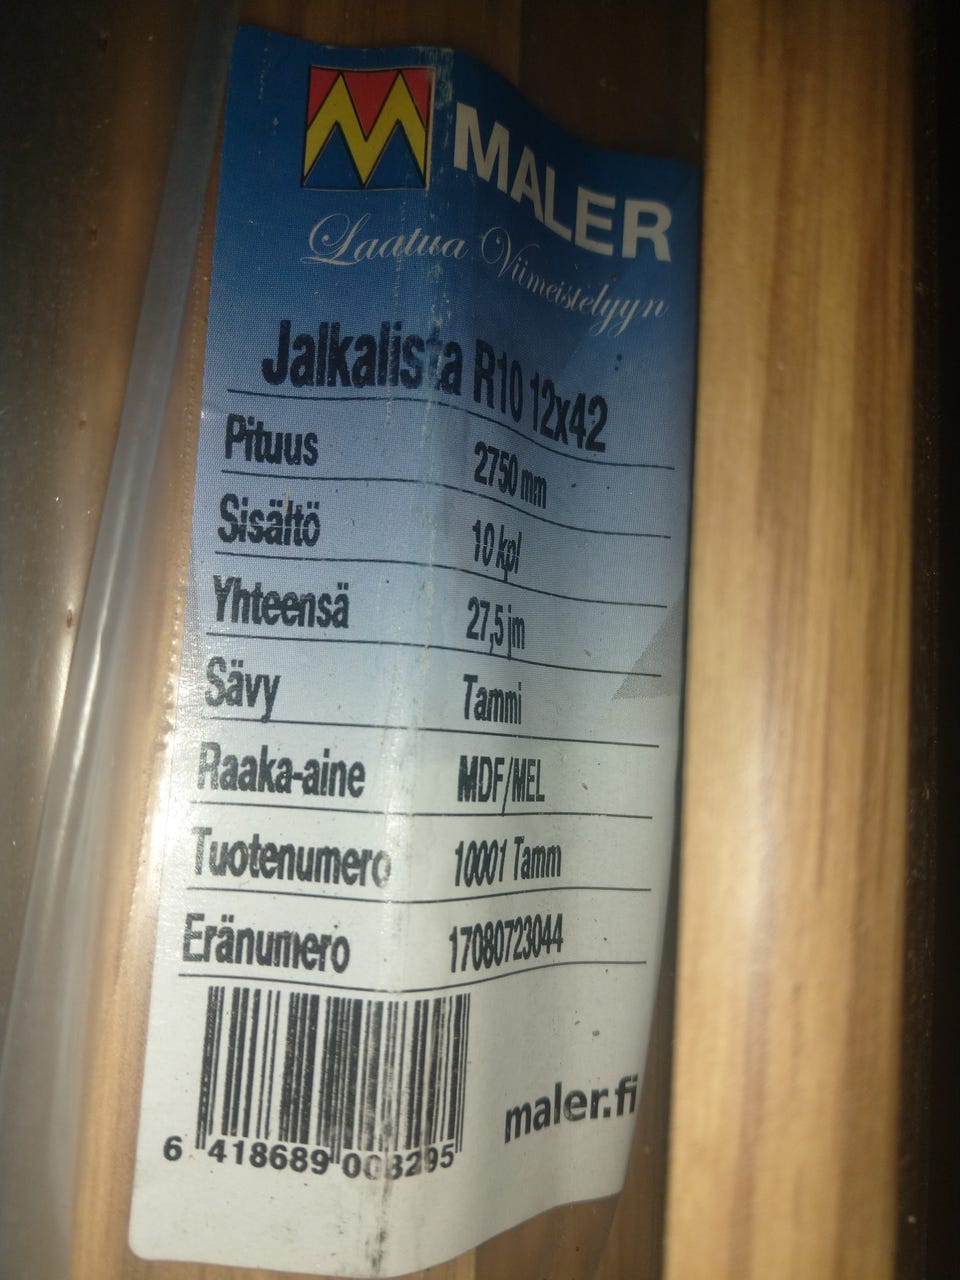 MALER
Laatua Viimeistelyyn
Jalkalista R10 12x42
Pituus 2750 mm
Sisältö 10 kpl
Yhteensä 27,5 jm
Sävy Tammi
Raaka-aine MDF/MEL
Tuotenumero 10001 Tamm
Eränumero 17080723044
maler.fi
6 418689 008295